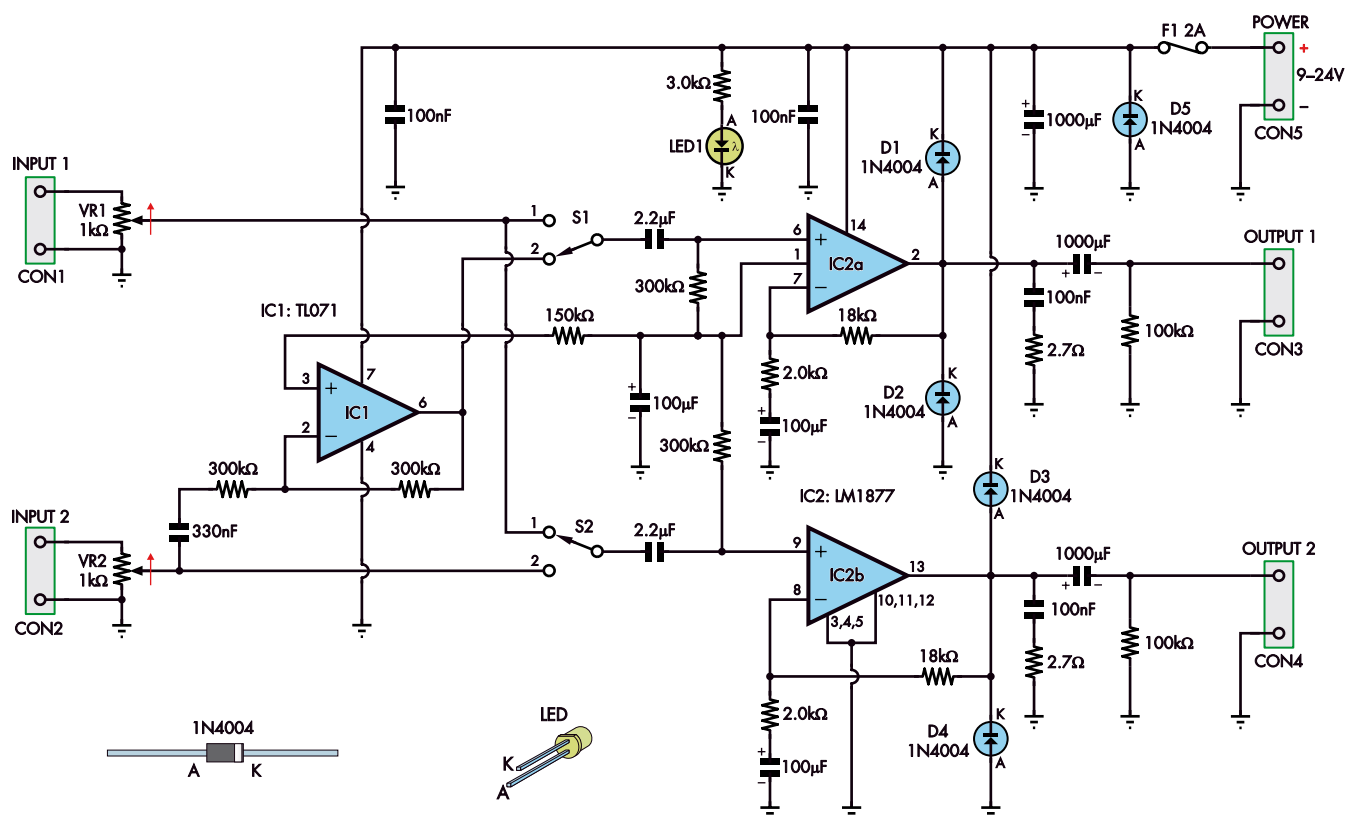 POWER
F1 2A
+
9–24V
–
CON5
3.0kΩ
100nF
A
LED1
λ
K
100nF
K
D1
1N4004
A
+
1000µF
–
K
D5
1N4004
A
INPUT 1
VR1
1kΩ
CON1
1
S1
2
2.2µF
6
+
14
1
IC2a
2
7
–
300kΩ
1000µF
+
–
OUTPUT 1
100nF
2.7Ω
100kΩ
CON3
IC1: TL071
150kΩ
18kΩ
2.0kΩ
3
+
7
IC1
6
2
–
4
+
100µF
–
+
100µF
–
K
D2
1N4004
A
300kΩ
300kΩ
300kΩ
K
D3
1N4004
A
IC2: LM1877
INPUT 2
330nF
VR2
1kΩ
CON2
1
S2
2
2.2µF
9
+
IC2b
13
8
–
10,11,12
3,4,5
1000µF
+
–
OUTPUT 2
100nF
2.7Ω
100kΩ
CON4
18kΩ
2.0kΩ
+
100µF
–
K
D4
1N4004
A
1N4004
A
K
LED
K
A